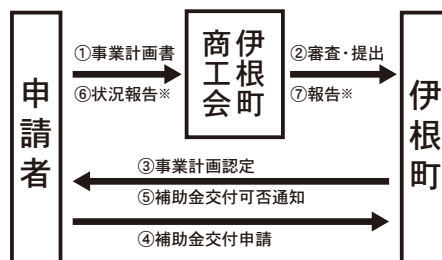 申請者
①事業計画書
⑥状況報告※
伊根町
商工会
②審査・提出
⑦報告※
伊根町
③事業計画認定
⑤補助金交付可否通知
④補助金交付申請